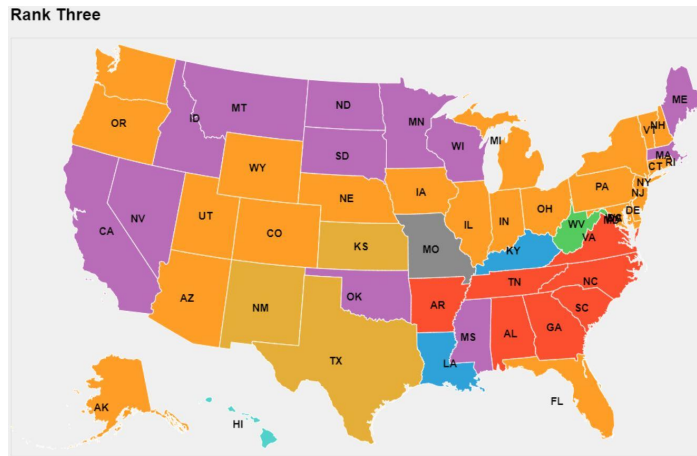 Rank Three
ME
MT
ND
VT
NH
ID
MN
OR
MA
WI
MI
SD
CT
RI
WY
NY
IA
PA
NJ
NE
OH
DE
IL
IN
NV
UT
WV
CA
CO
VA
KS
MO
KY
NC
TN
AZ
OK
AR
NM
SC
MS
AL
GA
TX
LA
FL
AK
HI